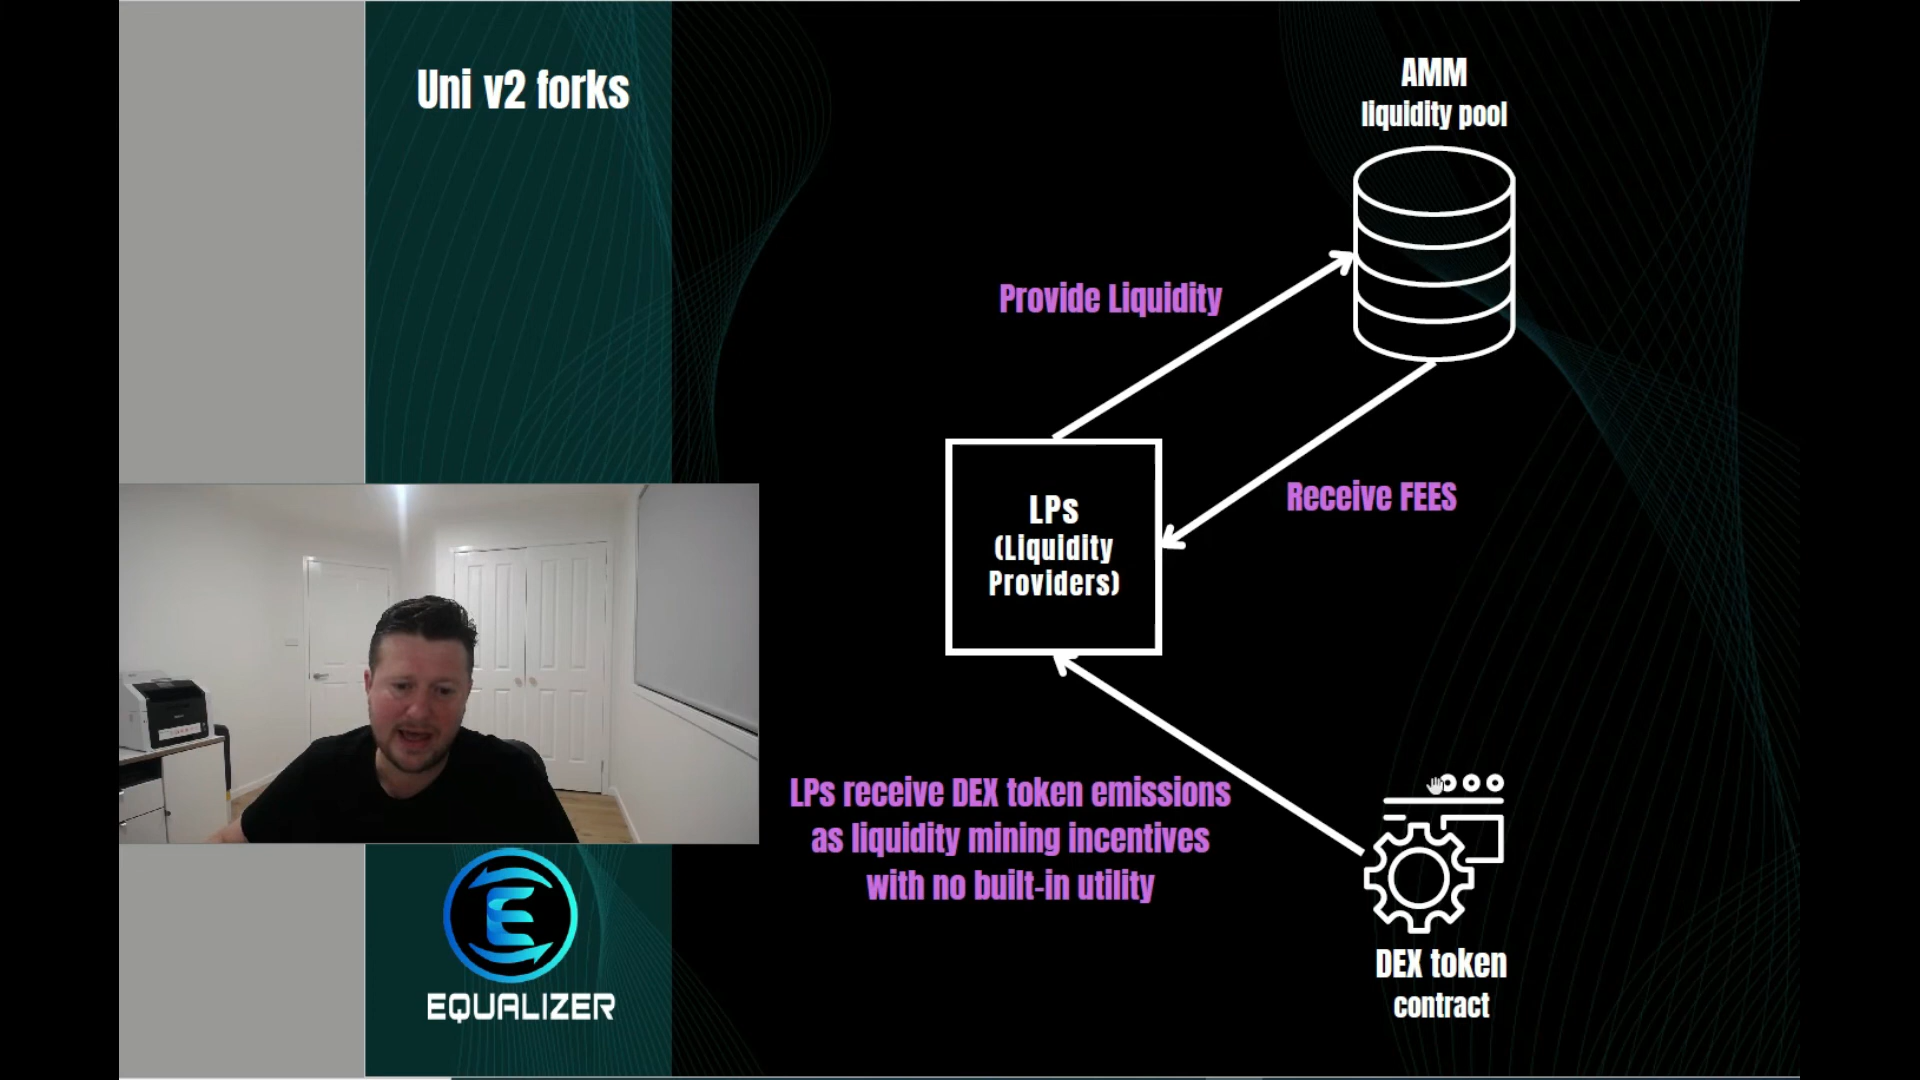 Uni v2 forks
AMM
liquidity pool
Provide Liquidity
Receive FEES
LPs
(Liquidity
Providers)
LPs receive DEX token emissions
as liquidity mining incentives
with no built-in utility
DEX token
contract
EQUALIZER